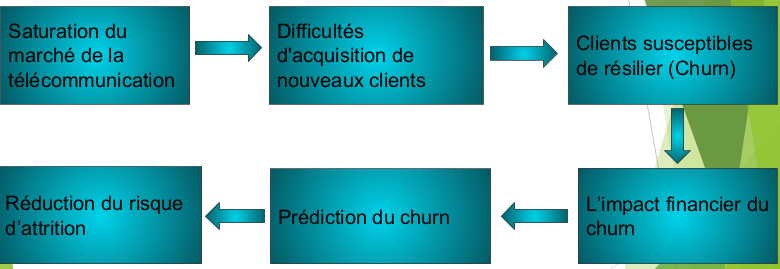 Saturation du
marché de la
télécommunication
Difficultés
d'acquisition de
nouveaux clients
Clients susceptibles
de résilier (Churn)
L’impact financier du
churn
Prédiction du churn
Réduction du risque
d’attrition